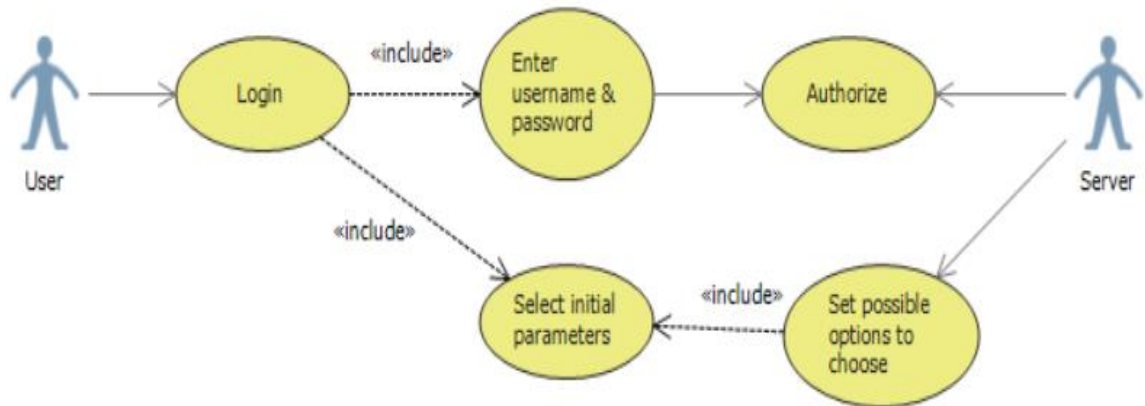 «include»
Enter
username &
password
Login
Authorize
User
Server
«include»
Select initial
parameters
«include»
Set possible
options to
choose